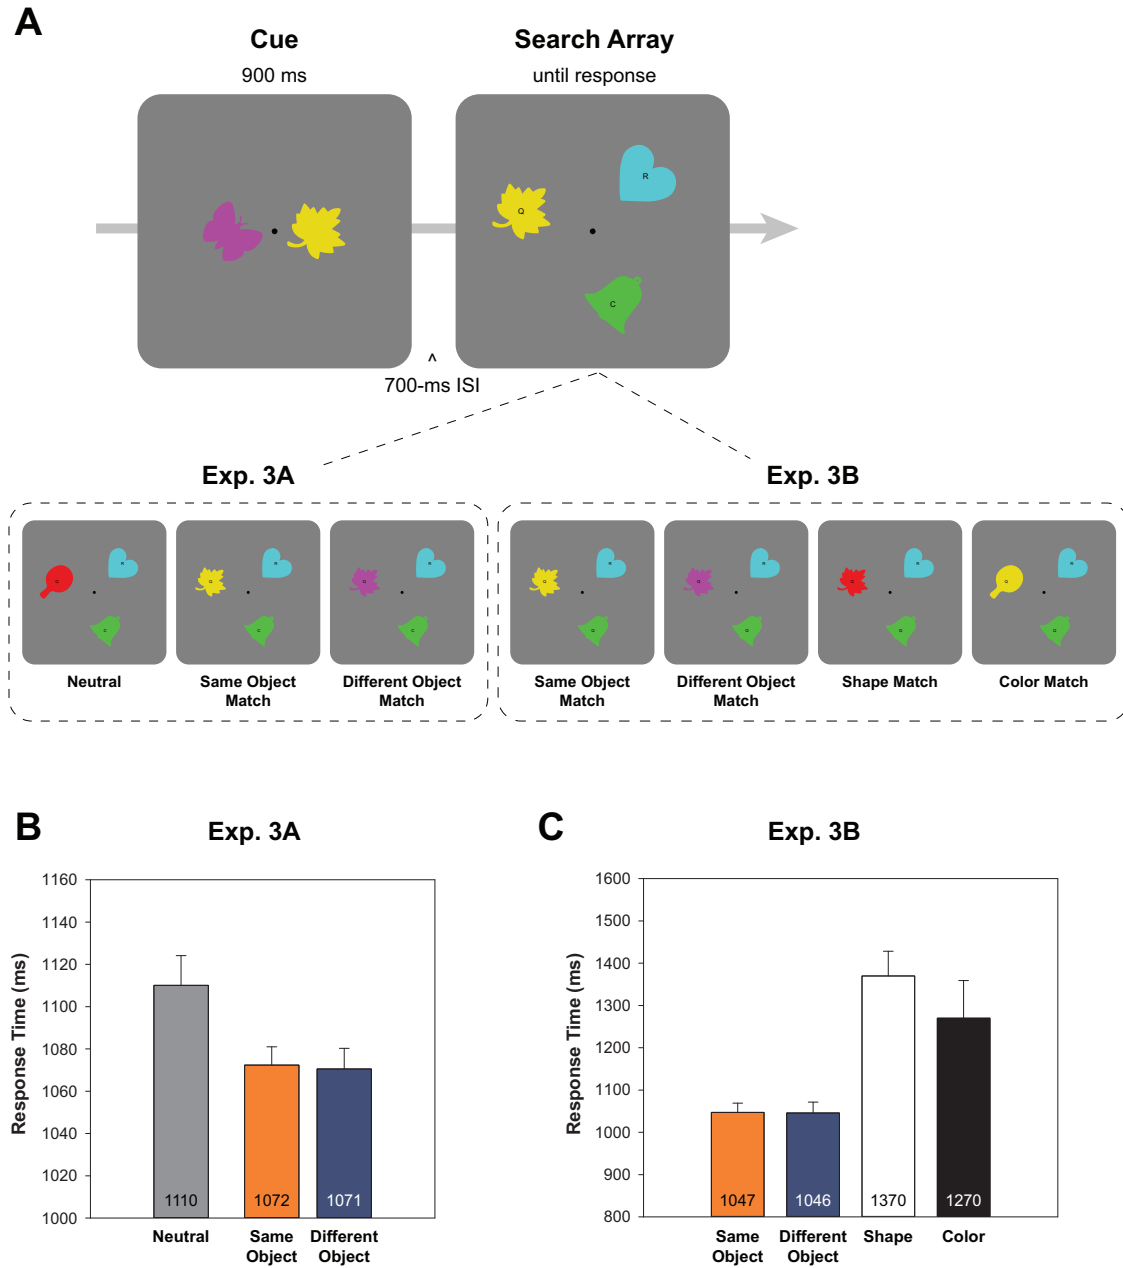 A
Cue
Search Array
900 ms
until response
R
Q
C
^
700-ms ISI
Exp. 3A
Exp. 3B
R
C
R
Q
C
R
Q
C
R
Q
R
Q
R
Q
R
Q
Neutral
Same Object
Match
Different Object
Match
Same Object
Match
Different Object
Match
Shape Match
Color Match
B
Exp. 3A
Response Time (ms)
1160
1140
1120
1100
1080
1060
1040
1020
1000
1110
1072
1071
Neutral
Same
Object
Different
Object
C
Exp. 3B
Response Time (ms)
1600
1500
1400
1300
1200
1100
1000
900
800
1047
1046
1370
1270
Same
Object
Different
Object
Shape
Color